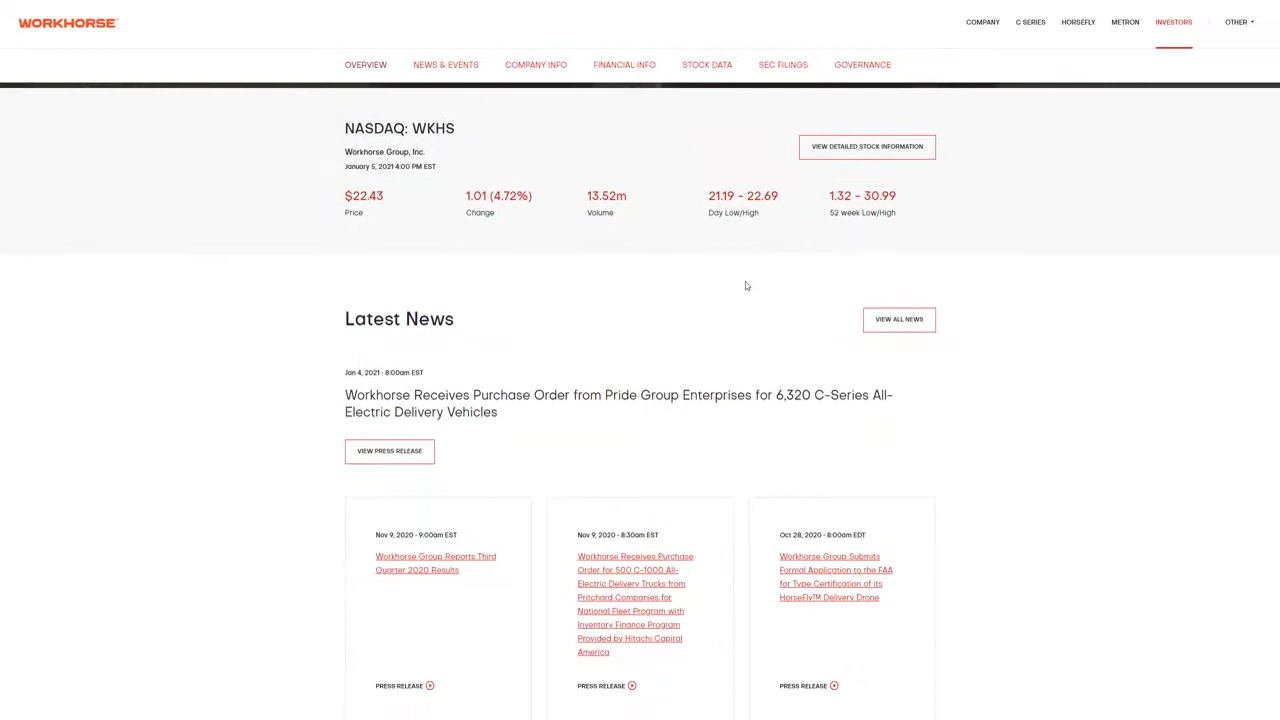 WORKHORSE
COMPANY C SERIES HORSEFLY METRON INVESTORS OTHER
OVERVIEW NEWS & EVENTS COMPANY INFO FINANCIAL INFO STOCK DATA SEC FILINGS GOVERNANCE
NASDAQ: WKHS
Workhorse Group, Inc.
January 5, 2021 4:00 PM EST
VIEW DETAILED STOCK INFORMATION
$22.43 1.01 (4.72%) 13.52m 21.19 - 22.69 1.32 - 30.99
Price Change Volume Day Low/High 52 week Low/High
Latest News
VIEW ALL NEWS
Jan 4, 2021 • 8:00am EST
Workhorse Receives Purchase Order from Pride Group Enterprises for 6,320 C-Series All-
Electric Delivery Vehicles
VIEW PRESS RELEASE
Nov 9, 2020 • 9:00am EST
Workhorse Group Reports Third
Quarter 2020 Results
PRESS RELEASE
Nov 9, 2020 • 8:30am EST
Workhorse Receives Purchase
Order for 500 C-1000 All-
Electric Delivery Trucks from
Pritchard Companies for
National Fleet Program with
Inventory Finance Program
Provided by Hitachi Capital
America
PRESS RELEASE
Oct 28, 2020 • 8:00am EDT
Workhorse Group Submits
Formal Application to the FAA
for Type Certification of its
HorseFly™ Delivery Drone
PRESS RELEASE